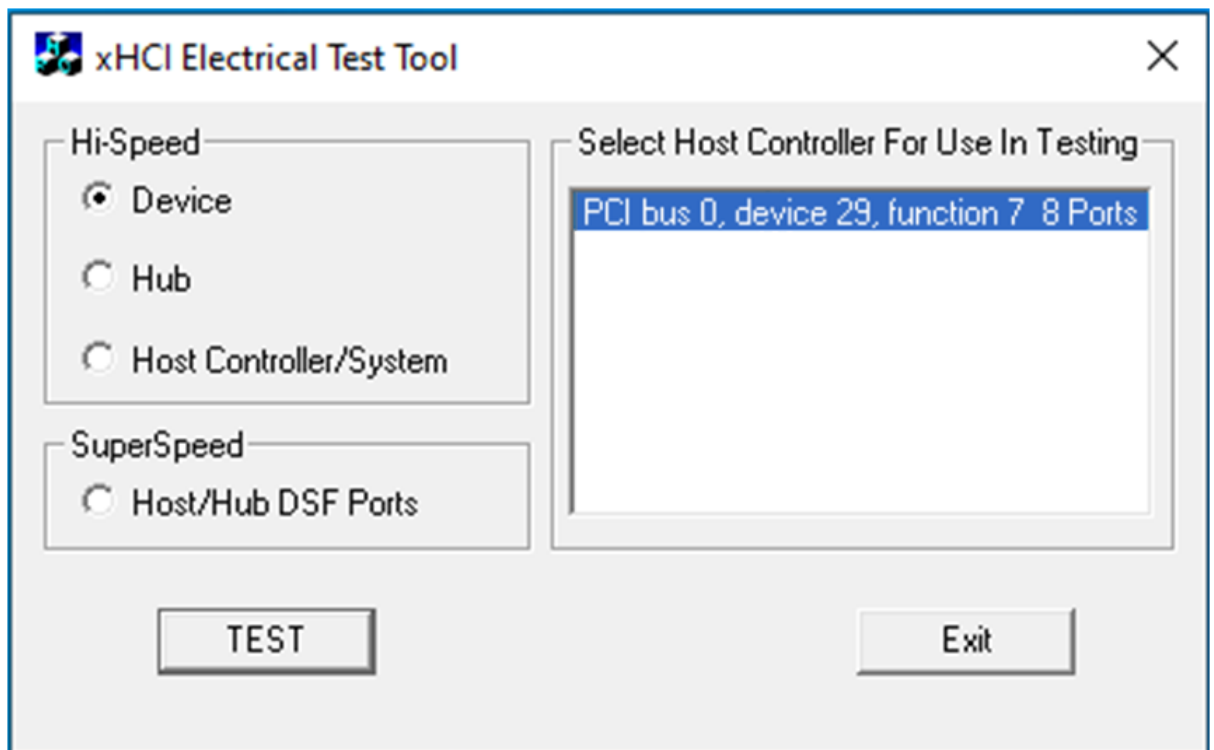 xHCI Electrical Test Tool
Hi-Speed
Device
Hub
Host Controller/System
SuperSpeed
Host/Hub DSF Ports
Select Host Controller For Use In Testing
PCI bus 0, device 29, function 7  8 Ports
TEST
Exit